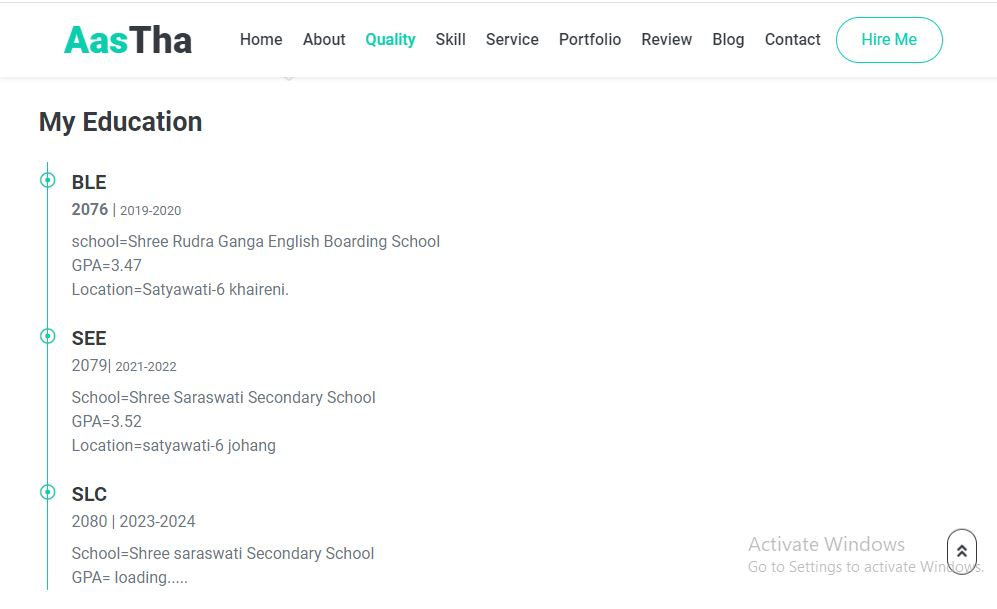 AasTha
Home About Quality Skill Service Portfolio Review Blog Contact Hire Me
My Education
BLE
2076 | 2019-2020
school=Shree Rudra Ganga English Boarding School
GPA=3.47
Location=Satyawati-6 khaireni.
SEE
2079| 2021-2022
School=Shree Saraswati Secondary School
GPA=3.52
Location=satyawati-6 johang
SLC
2080 | 2023-2024
School=Shree saraswati Secondary School
GPA= loading.....
Activate Windows
Go to Settings to activate Windows.